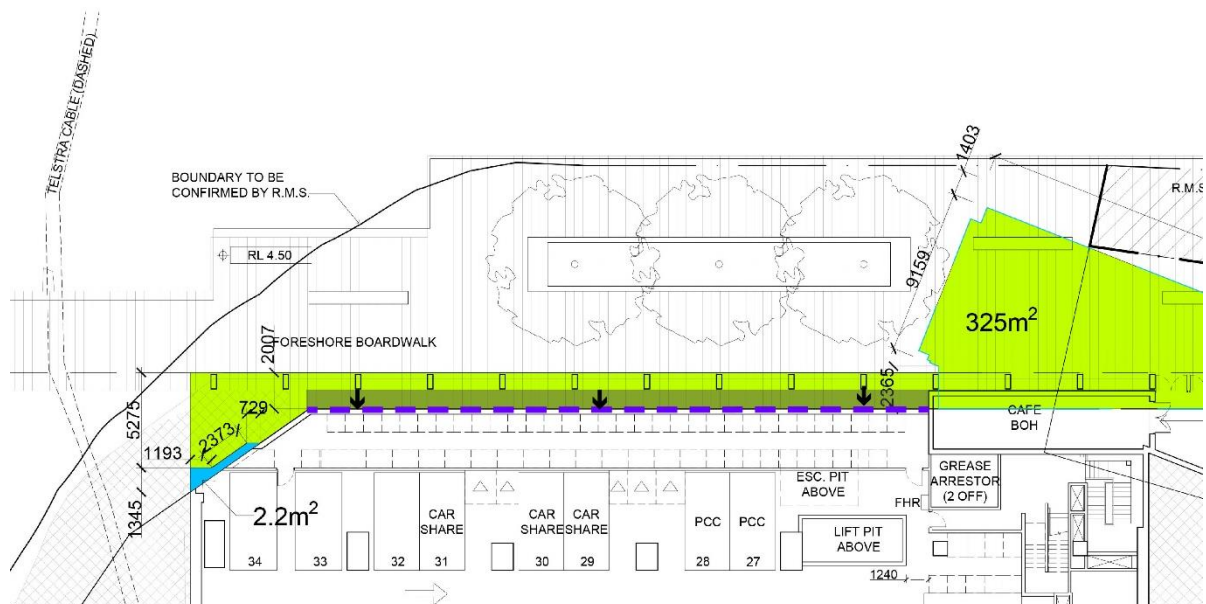 TELSTRA CABLE (DASHED)
BOUNDARY TO BE
CONFIRMED BY R.M.S.
1403
R.M.S
RL 4.50
9159
325m²
FORESHORE BOARDWALK
2007
2365
5275
729
2373
1193
CAFE
BOH
1345
2.2m²
CAR
SHARE
CAR
SHARE
CAR
SHARE
PCC
PCC
ESC. PIT
ABOVE
FHR
GREASE
ARRESTOR
(2 OFF)
LIFT PIT
ABOVE
34
33
32
31
30
29
28
27
1240